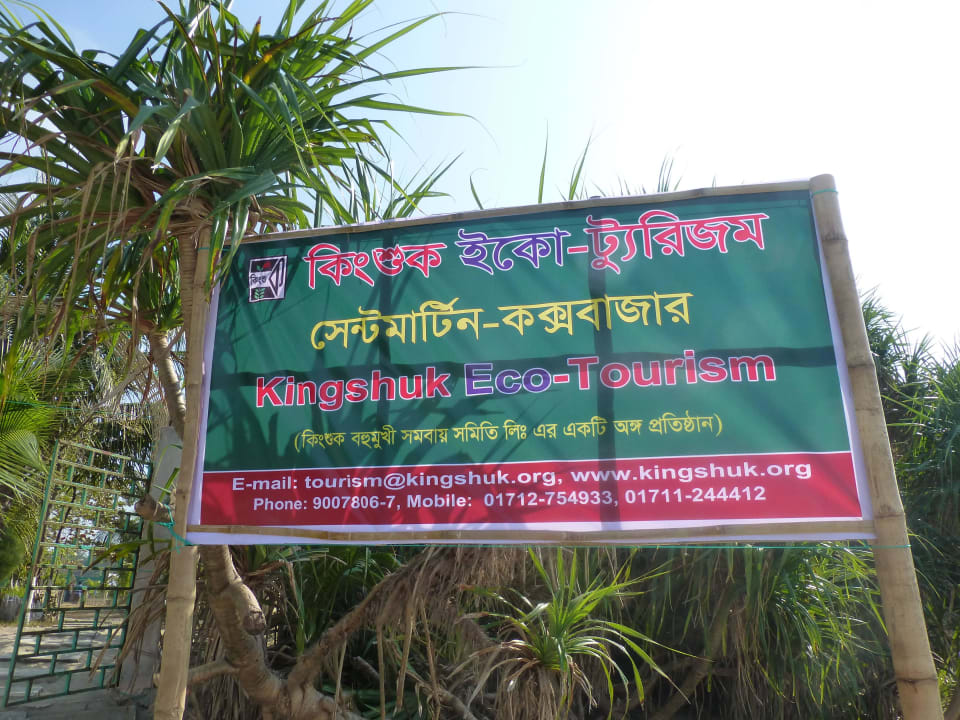 কিংশুক
কিংশুক ইকো-ট্যুরিজম
সেন্টমার্টিন-কক্সবাজার
Kingshuk Eco-Tourism
(কিংশুক বহুমুখী সমবায় সমিতি লিঃ এর একটি অঙ্গ প্রতিষ্ঠান)
E-mail: tourism@kingshuk.org, www.kingshuk.org
Phone: 9007806-7, Mobile: 01712-754933, 01711-244412